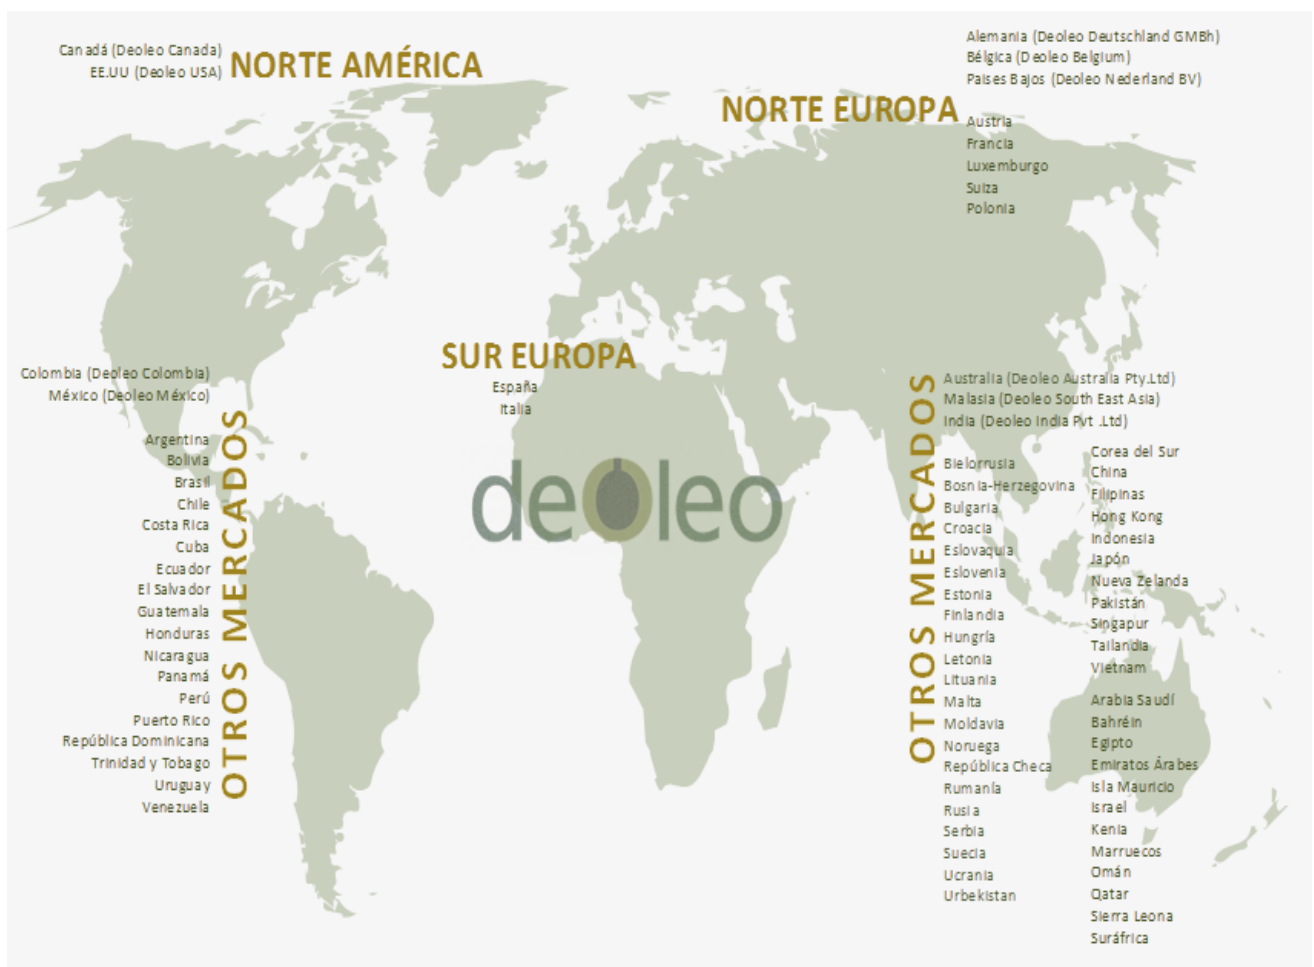 Canadá (Deoleo Canada)
EE.UU (Deoleo USA)
NORTE AMÉRICA
Alemania (Deoleo Deutschland GMBh)
Bélgica (Deoleo Belgium)
Paises Bajos (Deoleo Nederland BV)
NORTE EUROPA
Austria
Francia
Luxemburgo
Suiza
Polonia
SUR EUROPA
España
Italia
deoleo
Colombia (Deoleo Colombia)
México (Deoleo México)
Argentina
Bolivia
Brasil
Chile
Costa Rica
Cuba
Ecuador
El Salvador
Guatemala
Honduras
Nicaragua
Panamá
Perú
Puerto Rico
República Dominicana
Trinidad y Tobago
Uruguay
Venezuela
OTROS MERCADOS
OTROS MERCADOS
Australia (Deoleo Australia Pty.Ltd)
Malasia (Deoleo South East Asia)
India (Deoleo India Pvt .Ltd)
Bielorrusia
Bosnia-Herzegovina
Bulgaria
Croacia
Eslovaquia
Eslovenia
Estonia
Finlandia
Hungría
Letonia
Lituania
Malta
Moldavia
Noruega
República Checa
Rumanía
Rusia
Serbia
Suecia
Ucrania
Urbekistan
Corea del Sur
China
Filipinas
Hong Kong
Indonesia
Japón
Nueva Zelanda
Pakistán
Singapur
Tailandia
Vietnam
Arabia Saudí
Bahréin
Egipto
Emiratos Árabes
Isla Mauricio
Israel
Kenia
Marruecos
Omán
Qatar
Sierra Leona
Suráfrica